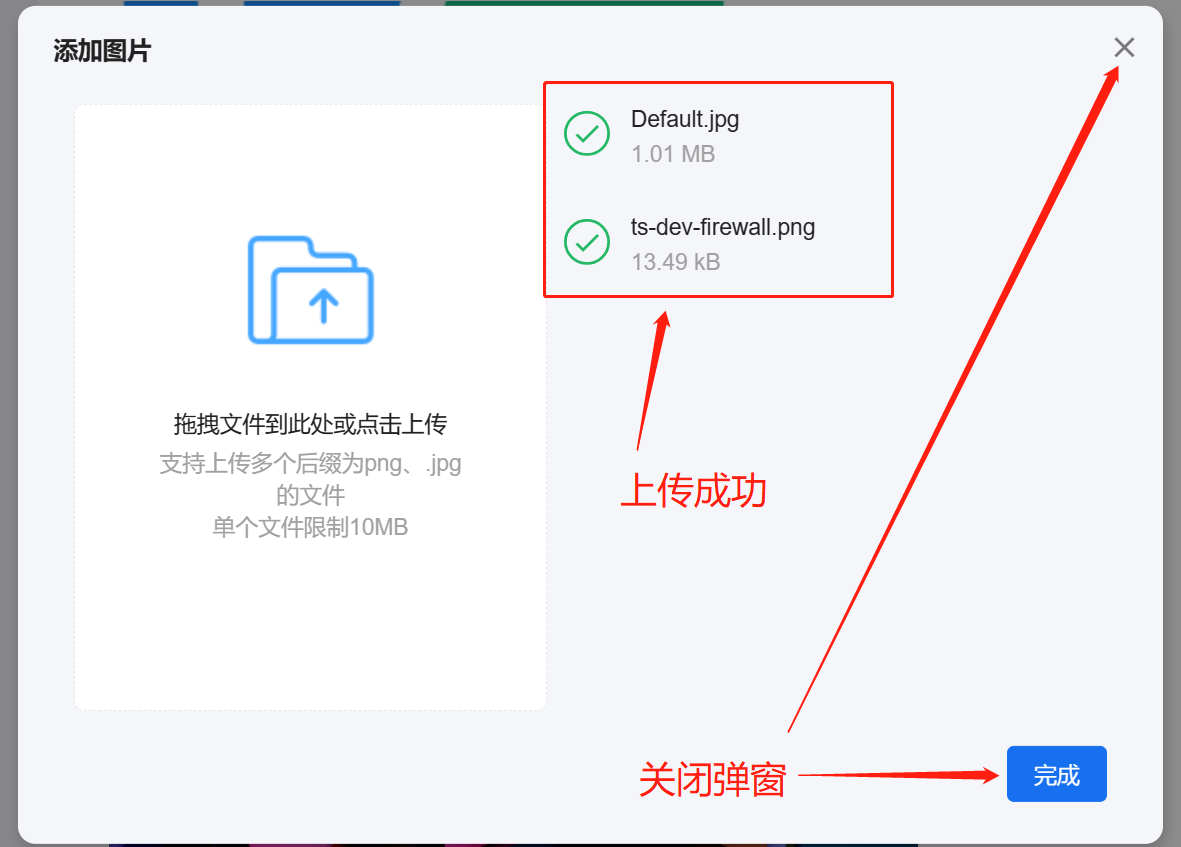 添加图片
Default.jpg
1.01 MB
ts-dev-firewall.png
13.49 kB
拖拽文件到此处或点击上传
支持上传多个后缀为png、.jpg
的文件
单个文件限制10MB
上传成功
关闭弹窗
完成